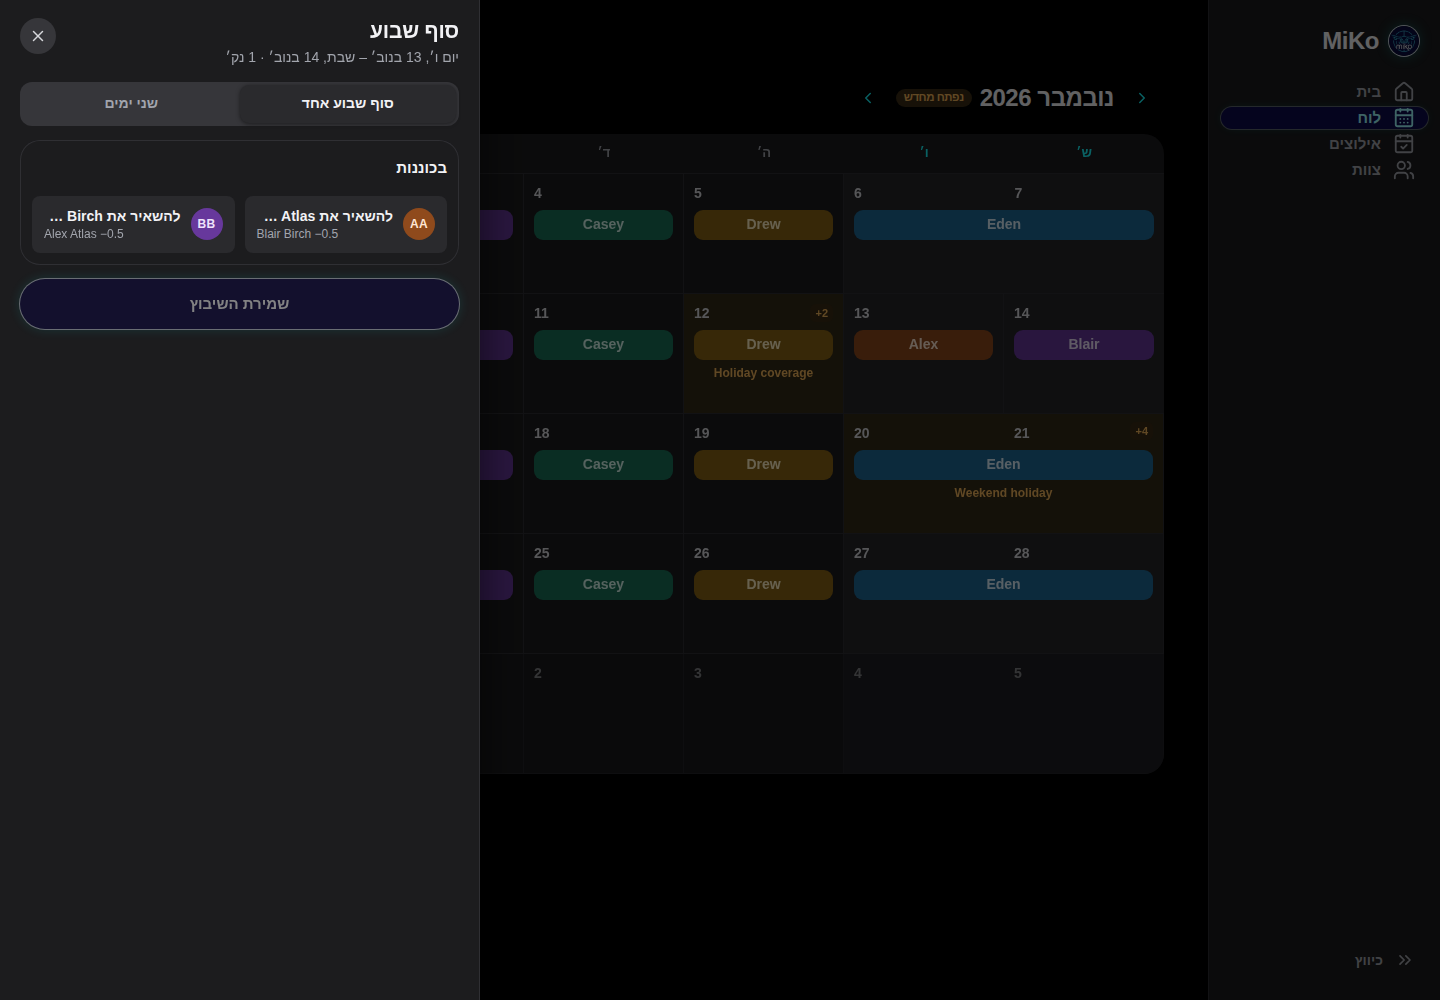 MiKo
miko
בית
לוח
אילוצים
צוות
כיווץ
נובמבר 2026
נפתח מחדש
ש׳
ו׳
ה׳
ד׳
7
6
5
4
Eden
Drew
Casey
14
13
12
+2
11
Blair
Alex
Drew
Casey
Holiday coverage
+4
21
20
19
18
Eden
Drew
Casey
Weekend holiday
28
27
26
25
Eden
Drew
Casey
5
4
3
2
סוף שבוע
יום ו׳, 13 בנוב׳ – שבת, 14 בנוב׳ · 1 נק׳
סוף שבוע אחד
שני ימים
בכוננות
AA
להשאיר את Atlas …
Blair Birch −0.5
BB
להשאיר את Birch …
Alex Atlas −0.5
שמירת השיבוץ